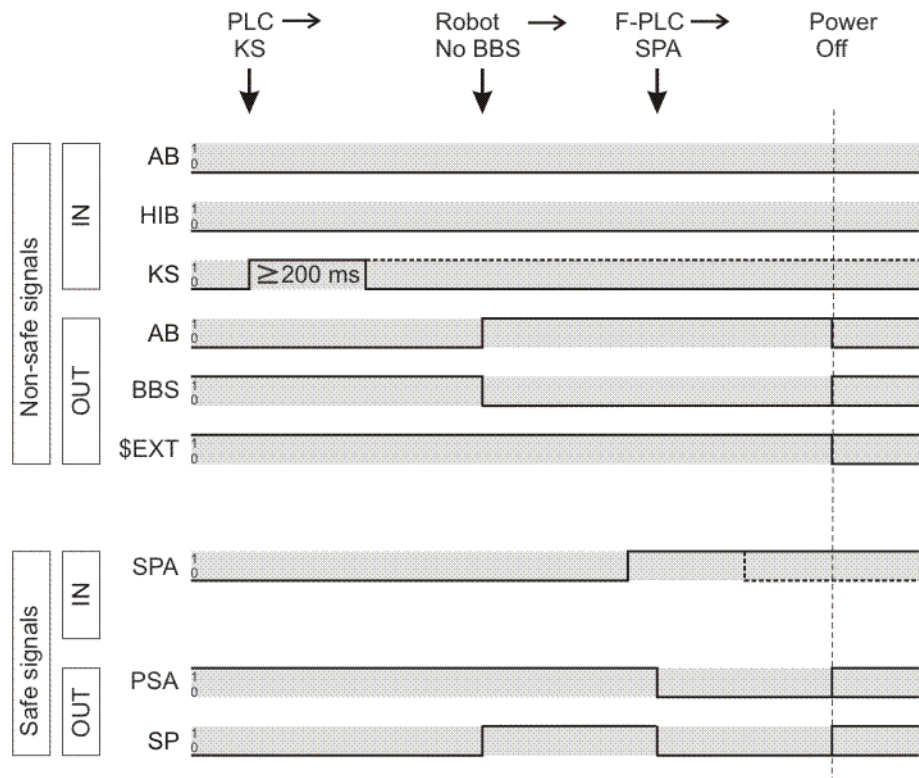 PLC → Robot → F-PLC → Power
KS No BBS SPA Off
Non-safe signals
IN
AB 1 0
HIB 1 0
KS 1 0 ≥200 ms
OUT
AB 1 0
BBS 1 0
$EXT 1 0
Safe signals
IN
SPA 1 0
OUT
PSA 1 0
SP 1 0